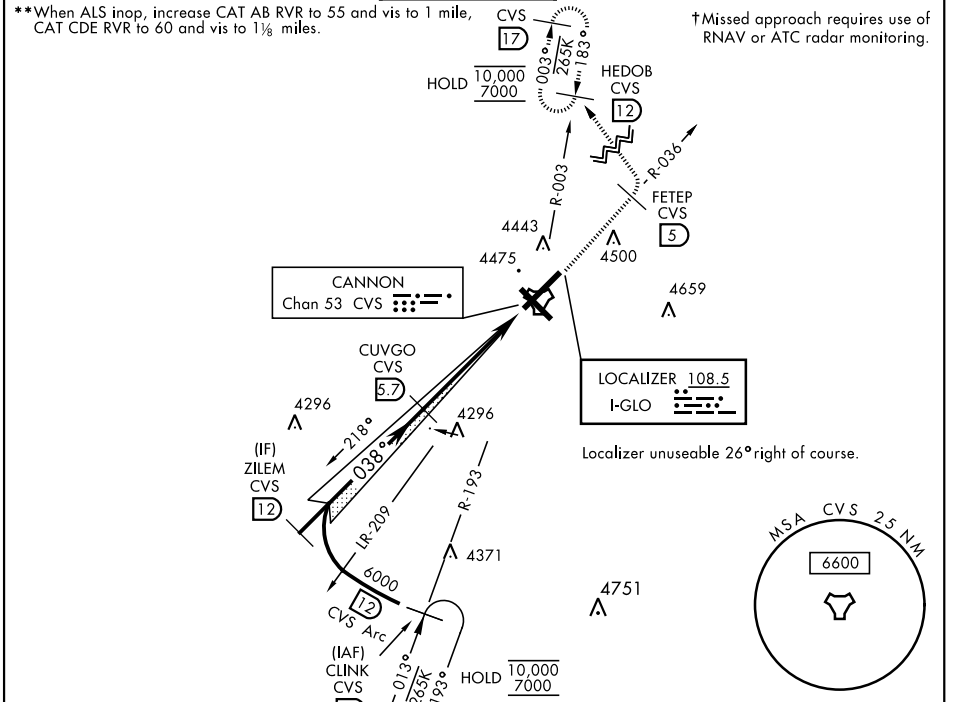 **When ALS inop, increase CAT AB RVR to 55 and vis to 1 mile,
CAT CDE RVR to 60 and vis to 1⅛ miles.
†Missed approach requires use of
RNAV or ATC radar monitoring.
CVS
17
003°
265K
183°
HOLD
10,000
7000
HEDOB
CVS
12
R-036
R-003
FETEP
CVS
5
4443
4475
4500
4659
CANNON
Chan 53 CVS
CUVGO
CVS
5.7
LOCALIZER 108.5
I-GLO
4296
4296
218°
038°
Localizer unuseable 26° right of course.
(IF)
ZILEM
CVS
12
R-193
LR-209
MSA CVS 25 NM
6600
4371
6000
12
CVS Arc
4751
(IAF)
CLINK
CVS
013°
265K
193°
HOLD
10,000
7000